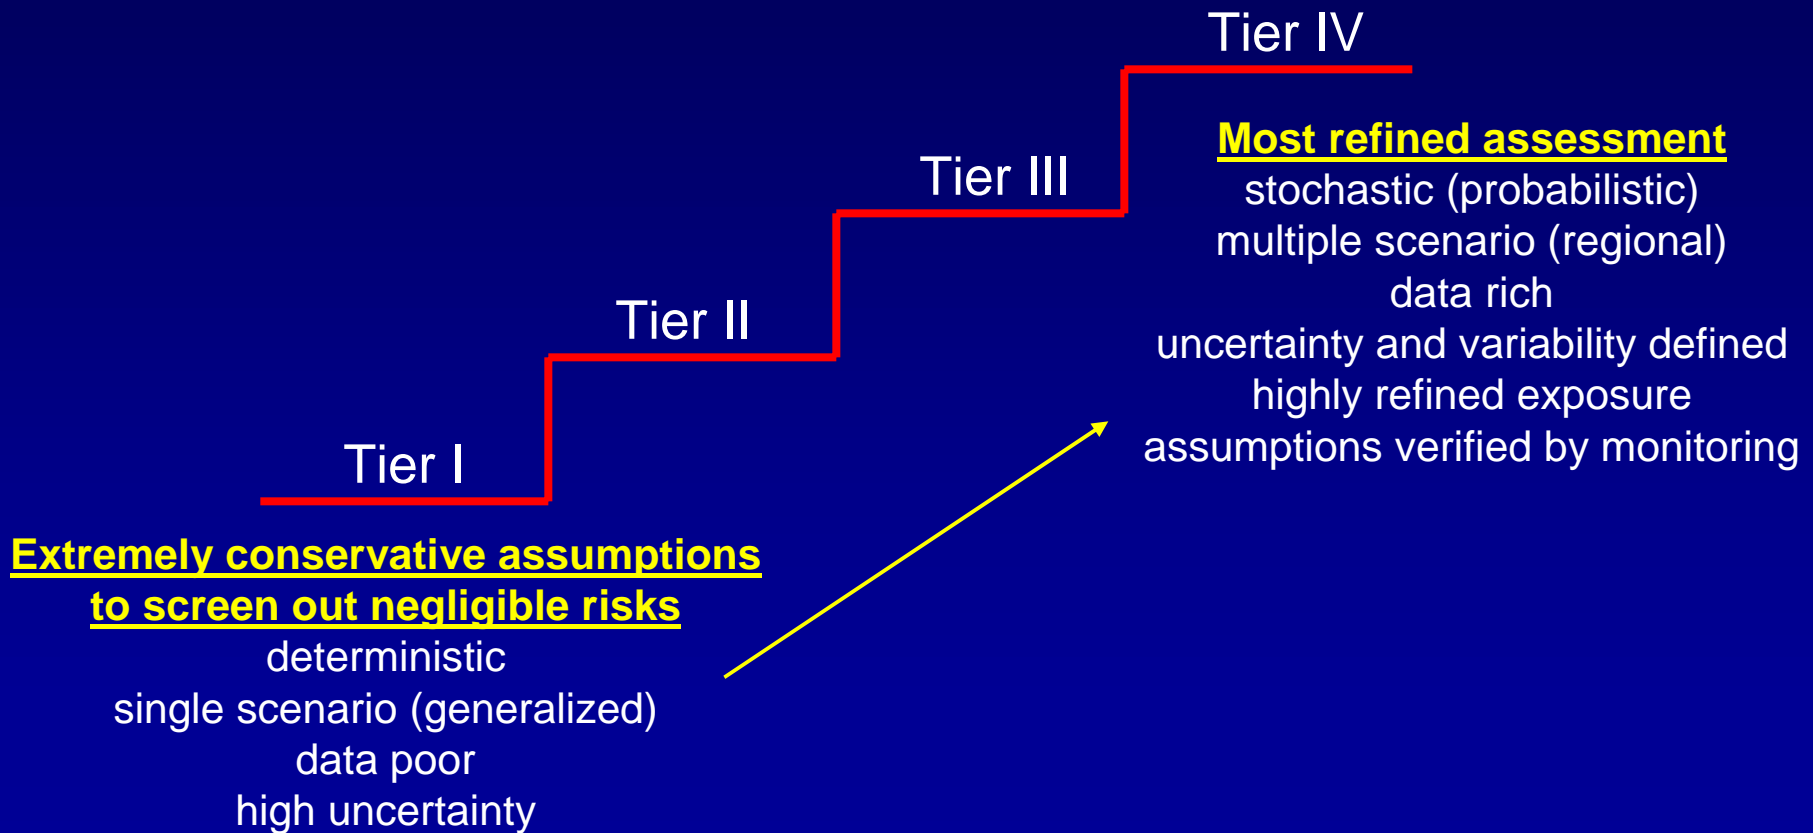 Tier IV
Most refined assessment
stochastic (probabilistic)
multiple scenario (regional)
data rich
uncertainty and variability defined
highly refined exposure
assumptions verified by monitoring
Tier III
Tier II
Tier I
Extremely conservative assumptions
to screen out negligible risks
deterministic
single scenario (generalized)
data poor
high uncertainty